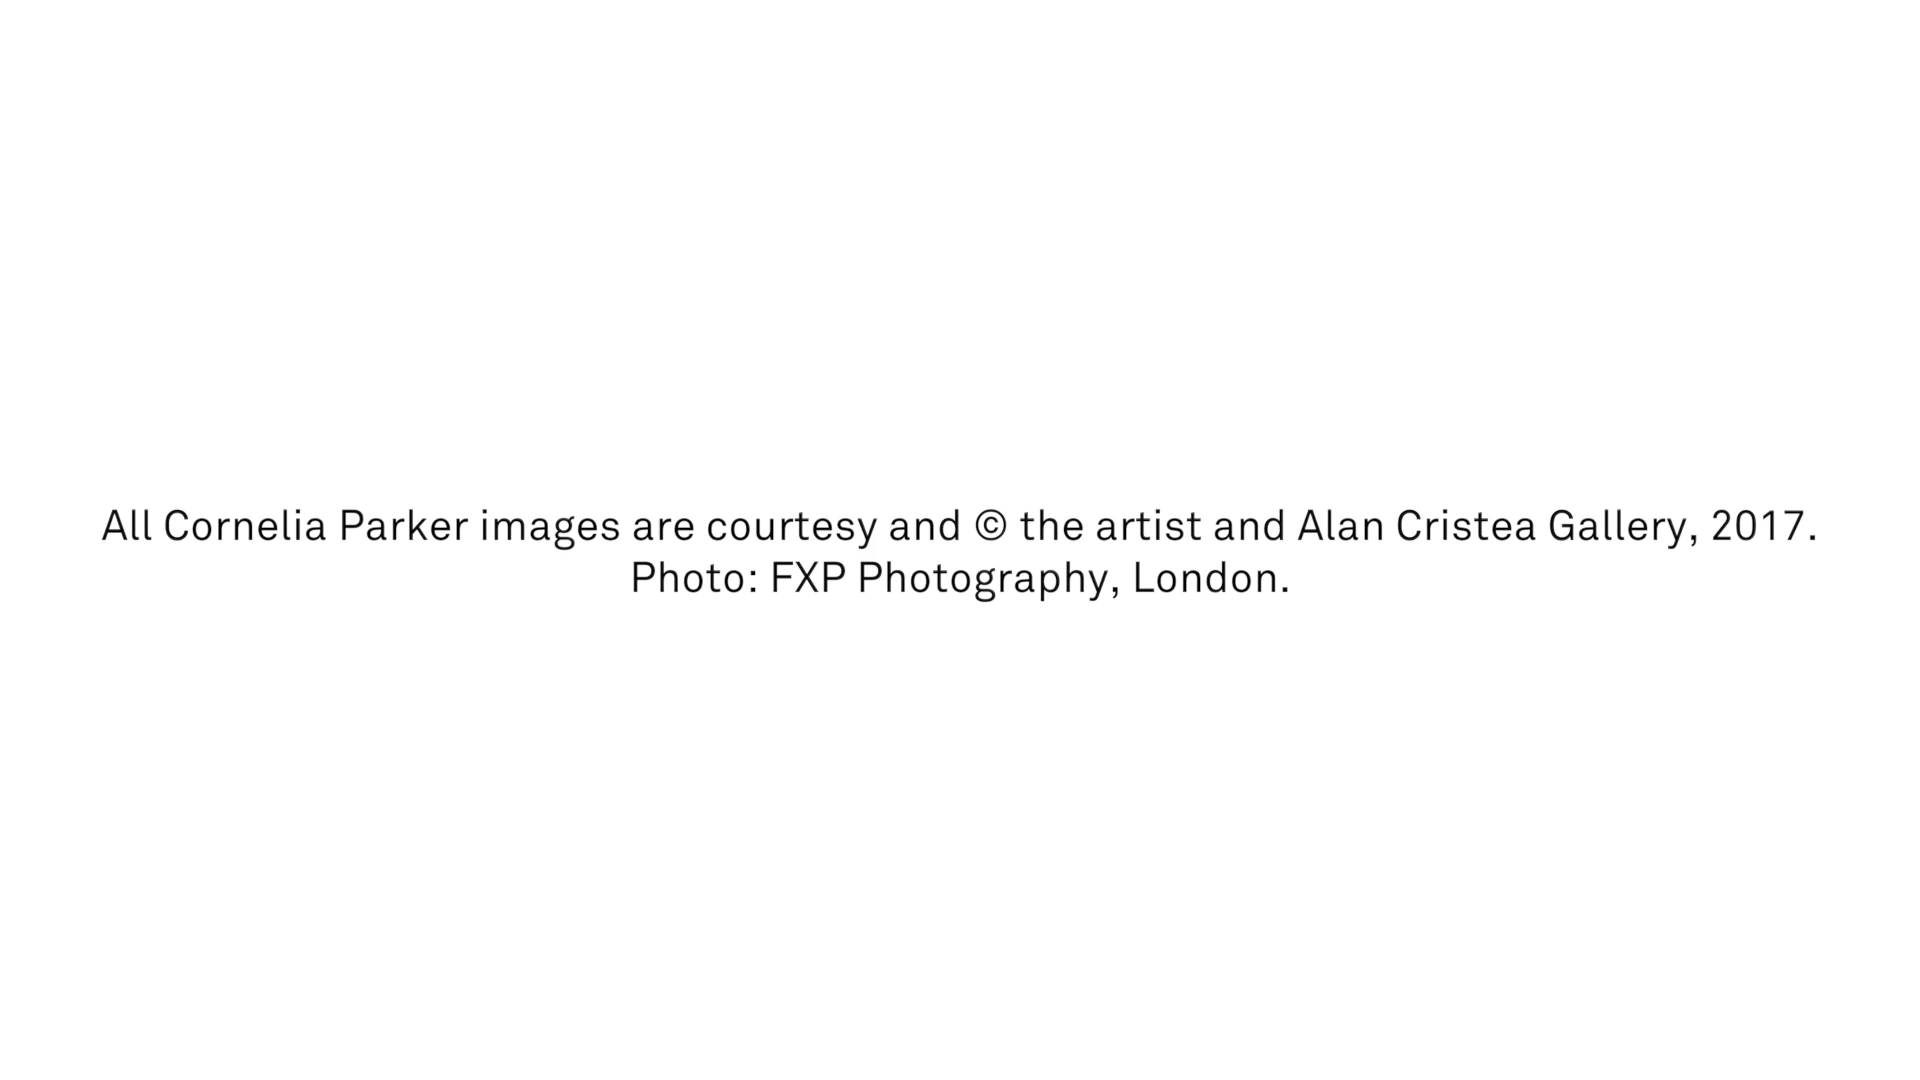 All Cornelia Parker images are courtesy and © the artist and Alan Cristea Gallery, 2017.
Photo: FXP Photography, London.